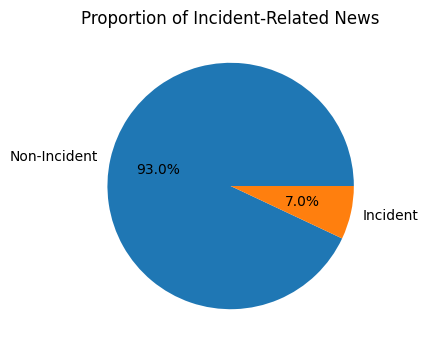 Proportion of Incident-Related News
Non-Incident
93.0%
7.0%
Incident